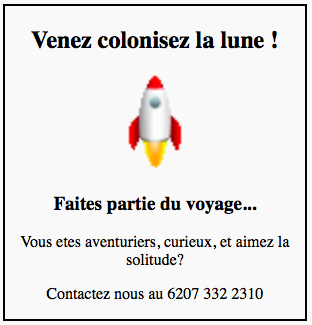 Venez colonisez la lune !
Faites partie du voyage...
Vous etes aventuriers, curieux, et aimez la
solitude?
Contactez nous au 6207 332 2310